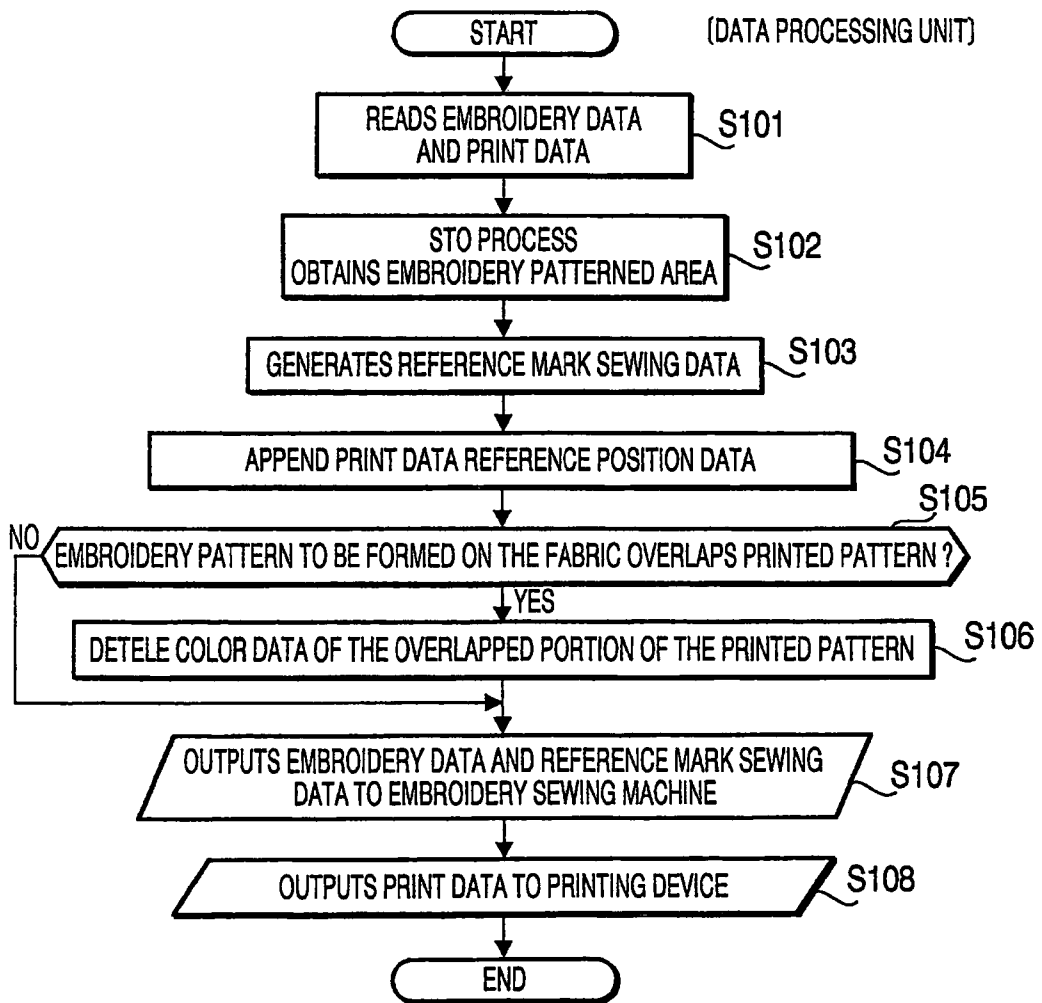 START
(DATA PROCESSING UNIT)
READS EMBROIDERY DATA
AND PRINT DATA
S101
STO PROCESS
OBTAINS EMBROIDERY PATTERNED AREA
S102
GENERATES REFERENCE MARK SEWING DATA
S103
APPEND PRINT DATA REFERENCE POSITION DATA
S104
S105
NO
EMBROIDERY PATTERN TO BE FORMED ON THE FABRIC OVERLAPS PRINTED PATTERN ?
YES
DETELE COLOR DATA OF THE OVERLAPPED PORTION OF THE PRINTED PATTERN
S106
OUTPUTS EMBROIDERY DATA AND REFERENCE MARK SEWING
DATA TO EMBROIDERY SEWING MACHINE
S107
OUTPUTS PRINT DATA TO PRINTING DEVICE
S108
END